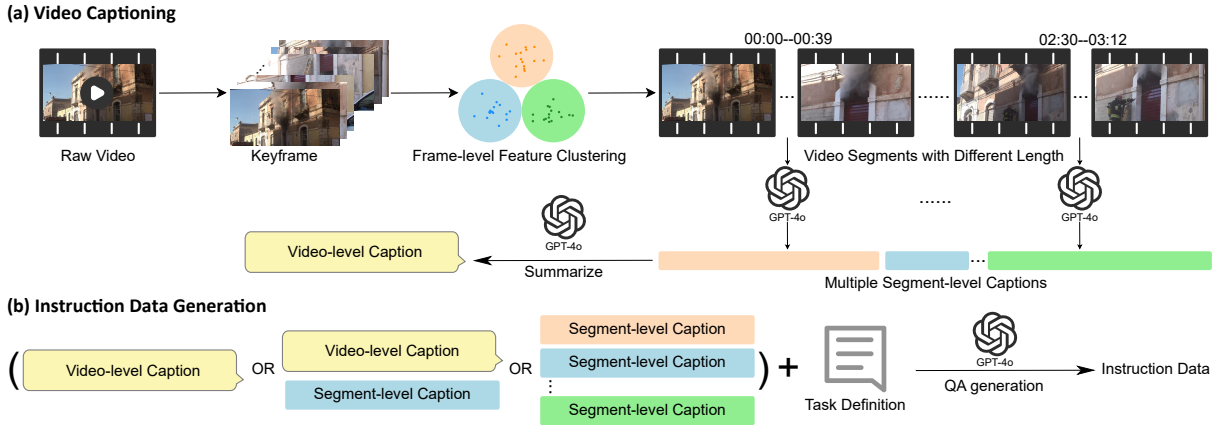 (a) Video Captioning
00:00--00:39
02:30--03:12
...
......
...
Raw Video
Keyframe
Frame-level Feature Clustering
Video Segments with Different Length
GPT-4o
......
GPT-4o
GPT-4o
Video-level Caption
Summarize
...
Multiple Segment-level Captions
(b) Instruction Data Generation
( Video-level Caption OR Video-level Caption
Segment-level Caption
OR Segment-level Caption
Segment-level Caption
...
Segment-level Caption
) +
Task Definition
GPT-4o
QA generation
Instruction Data